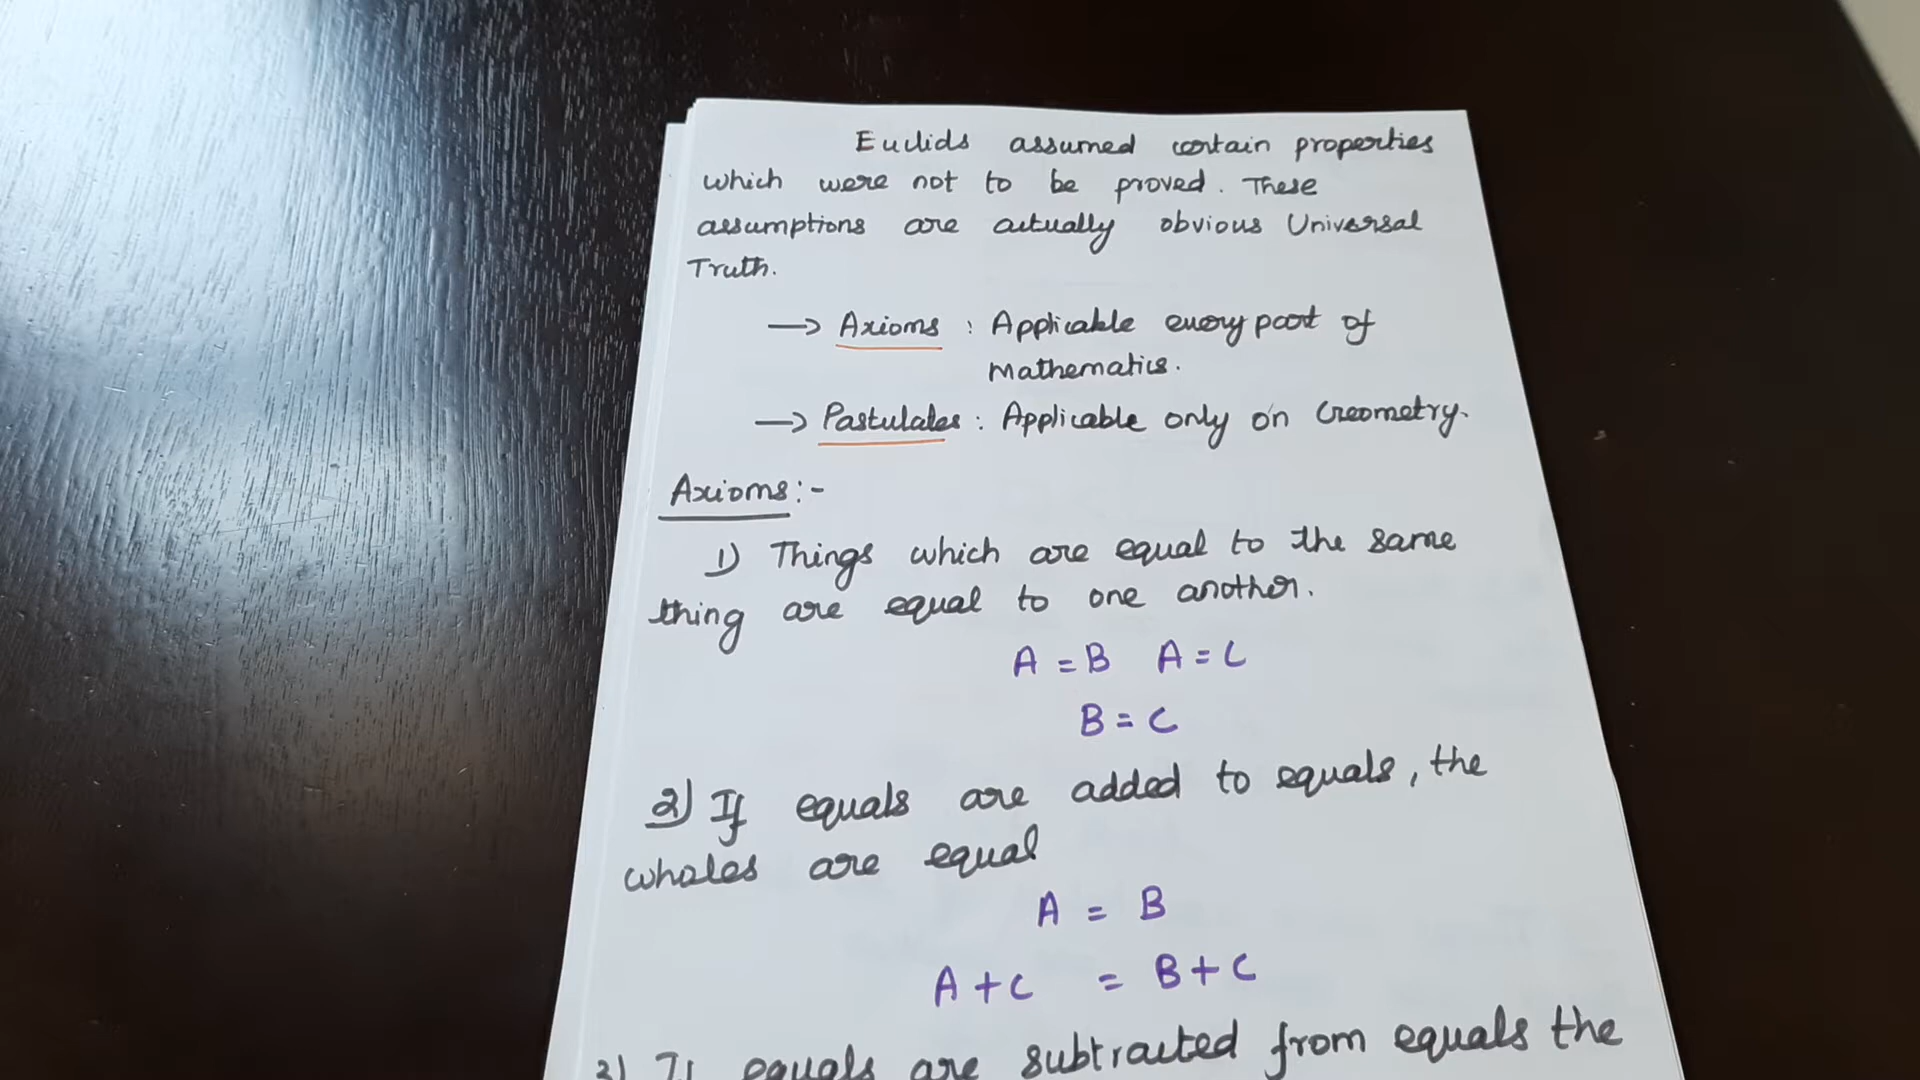 Euclids assumed certain properties
which were not to be proved. These
assumptions are actually obvious Universal
Truth.
→ Axioms : Applicable every part of
Mathematics.
→ Pastulates : Applicable only on Geometry.
Axioms:-
1) Things which are equal to the same
thing are equal to one another.
A = B A = C
B = C
2) If equals are added to equals, the
wholes are equal
A = B
A + C = B + C
3) If equals are subtracted from equals the